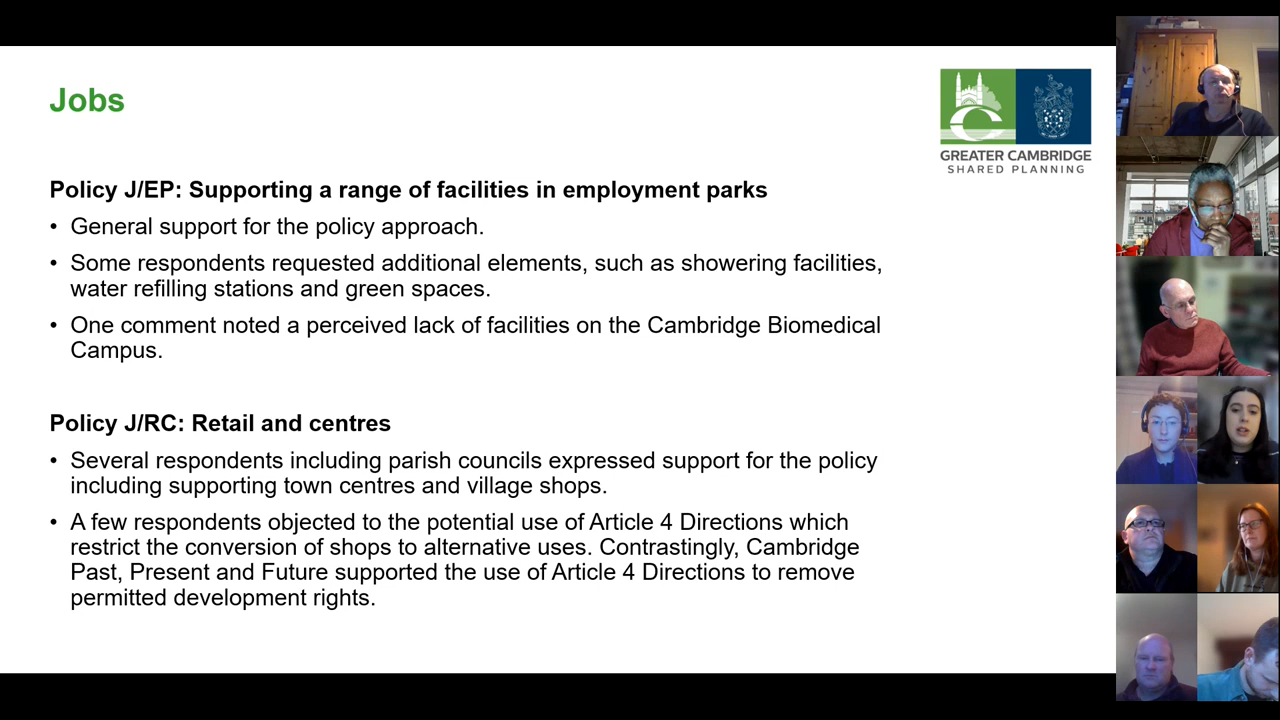 Jobs
GREATER CAMBRIDGE
SHARED PLANNING
Policy J/EP: Supporting a range of facilities in employment parks
• General support for the policy approach.
• Some respondents requested additional elements, such as showering facilities,
water refilling stations and green spaces.
• One comment noted a perceived lack of facilities on the Cambridge Biomedical
Campus.
Policy J/RC: Retail and centres
• Several respondents including parish councils expressed support for the policy
including supporting town centres and village shops.
• A few respondents objected to the potential use of Article 4 Directions which
restrict the conversion of shops to alternative uses. Contrastingly, Cambridge
Past, Present and Future supported the use of Article 4 Directions to remove
permitted development rights.